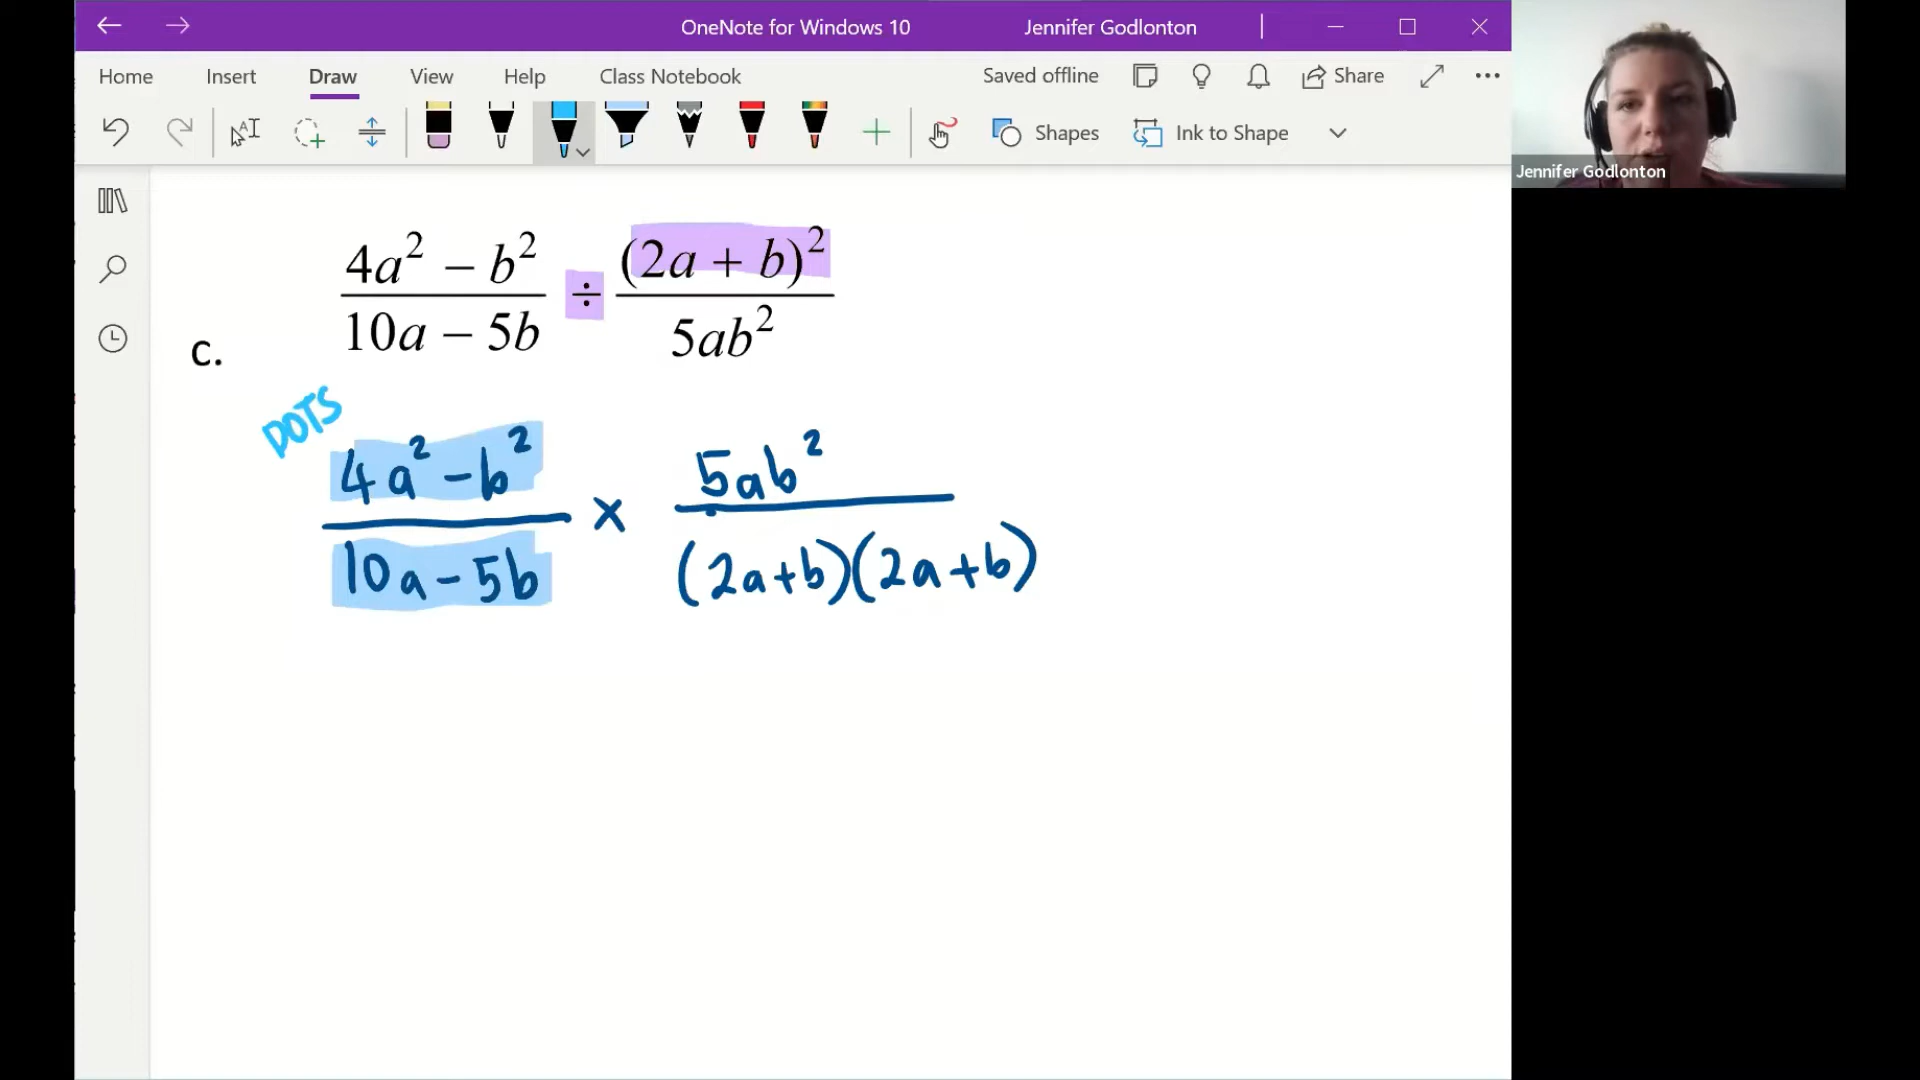 OneNote for Windows 10 Jennifer Godlonton
Home Insert Draw View Help Class Notebook Saved offline Share
Shapes Ink to Shape
Jennifer Godlonton
c. (4a² − b²)/(10a − 5b) ÷ (2a + b)²/(5ab²)
DOTS
4a² − b² 5ab²
×
10a − 5b (2a+b)(2a+b)